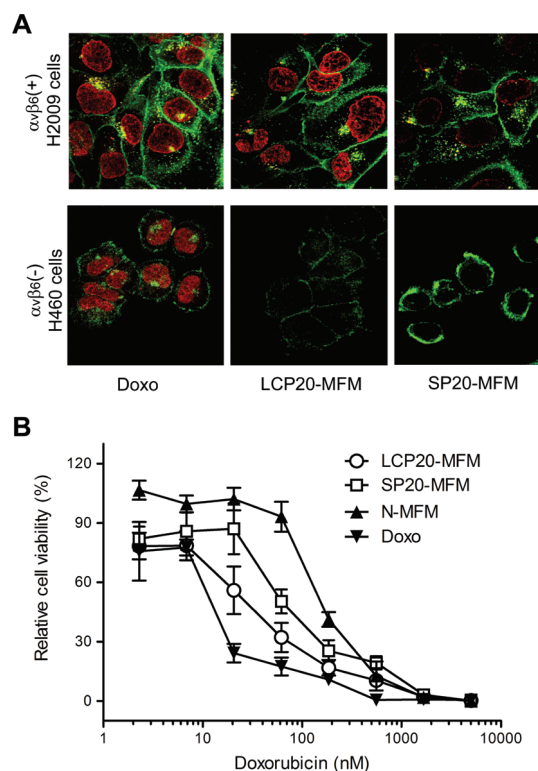 A
αvβ6(+)
H2009 cells
αvβ6(-)
H460 cells
Doxo
LCP20-MFM
SP20-MFM
B
LCP20-MFM
SP20-MFM
N-MFM
Doxo
Relative cell viability (%)
120
90
60
30
0
1
10
100
1000
10000
Doxorubicin (nM)